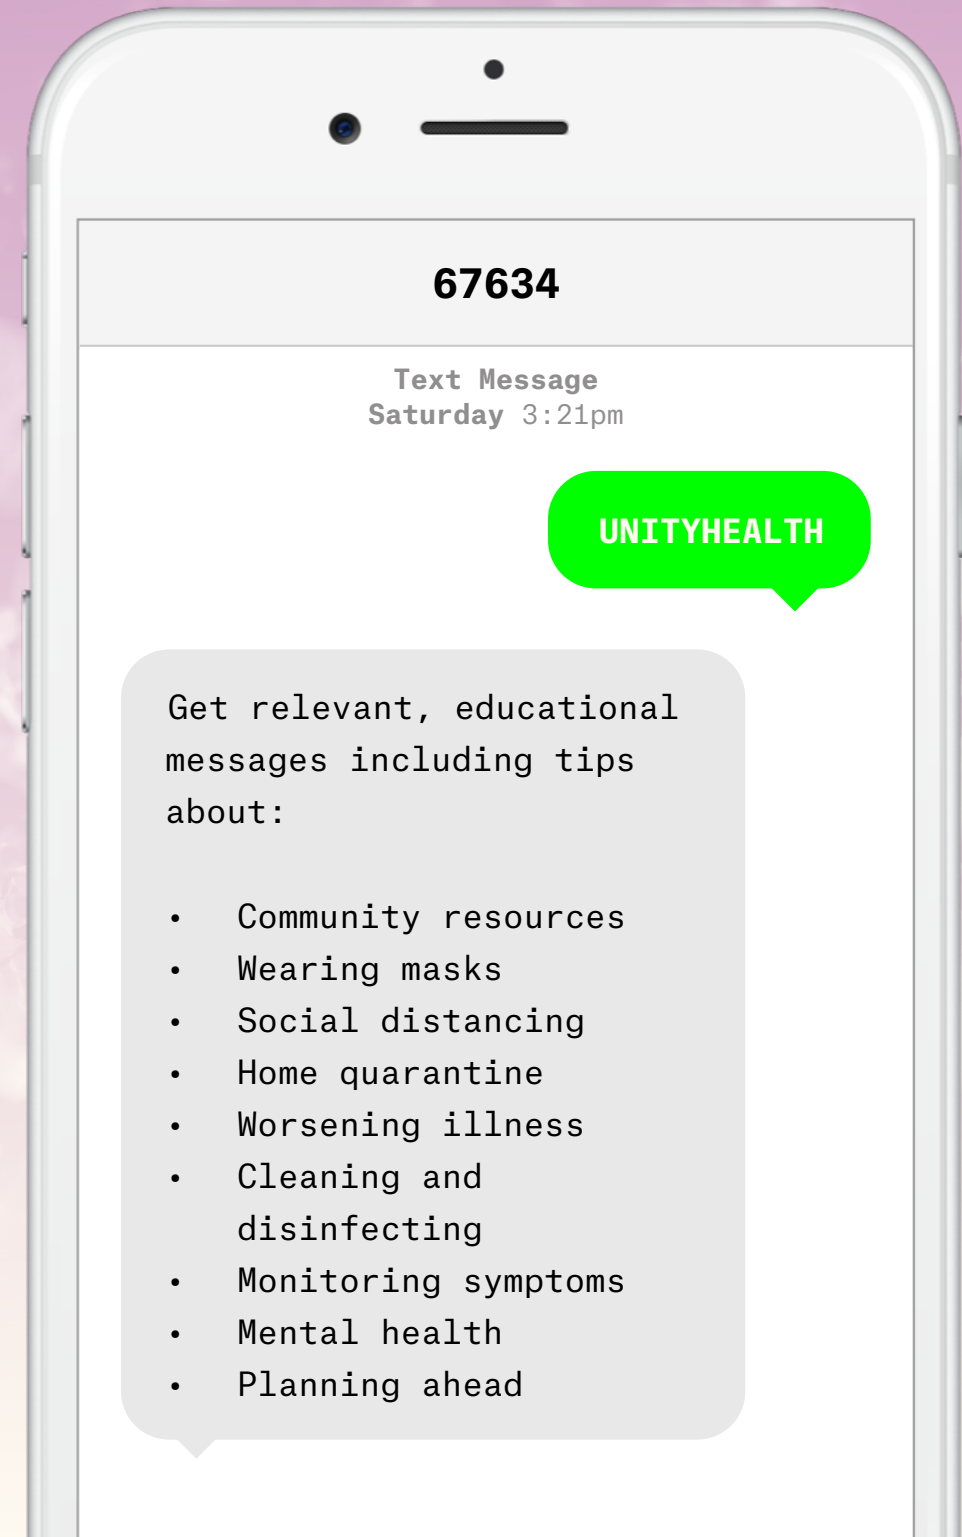 67634
Text Message
Saturday 3:21pm
UNITYHEALTH
Get relevant, educational
messages including tips
about:
• Community resources
• Wearing masks
• Social distancing
• Home quarantine
• Worsening illness
• Cleaning and
disinfecting
• Monitoring symptoms
• Mental health
• Planning ahead